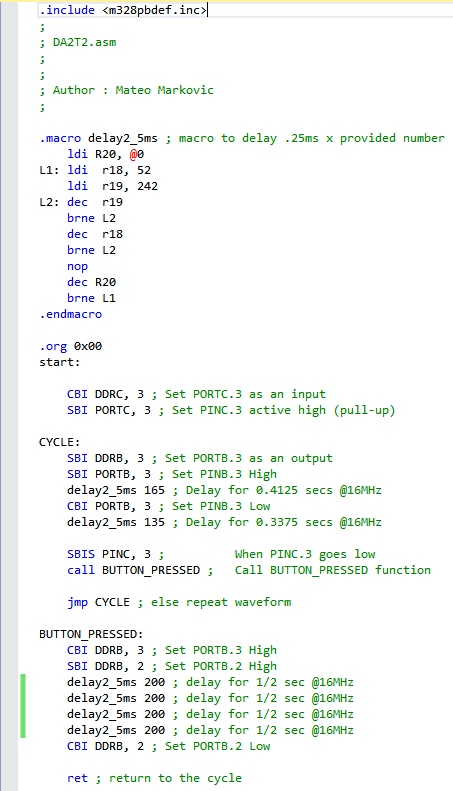 .include <m328pbdef.inc>
;
; DA2T2.asm
;
;
; Author : Mateo Markovic
;
.macro delay2_5ms ; macro to delay .25ms x provided number
    ldi R20, @0
L1: ldi  r18, 52
    ldi  r19, 242
L2: dec  r19
    brne L2
    dec  r18
    brne L2
    nop
    dec R20
    brne L1
.endmacro
.org 0x00
start:
    CBI DDRC, 3 ; Set PORTC.3 as an input
    SBI PORTC, 3 ; Set PINC.3 active high (pull-up)
CYCLE:
    SBI DDRB, 3 ; Set PORTB.3 as an output
    SBI PORTB, 3 ; Set PINB.3 High
    delay2_5ms 165 ; Delay for 0.4125 secs @16MHz
    CBI PORTB, 3 ; Set PINB.3 Low
    delay2_5ms 135 ; Delay for 0.3375 secs @16MHz
    SBIS PINC, 3 ;          When PINC.3 goes low
    call BUTTON_PRESSED ;   Call BUTTON_PRESSED function
    jmp CYCLE ; else repeat waveform
BUTTON_PRESSED:
    CBI DDRB, 3 ; Set PORTB.3 High
    SBI DDRB, 2 ; Set PORTB.2 High
    delay2_5ms 200 ; delay for 1/2 sec @16MHz
    delay2_5ms 200 ; delay for 1/2 sec @16MHz
    delay2_5ms 200 ; delay for 1/2 sec @16MHz
    delay2_5ms 200 ; delay for 1/2 sec @16MHz
    CBI DDRB, 2 ; Set PORTB.2 Low
    ret ; return to the cycle